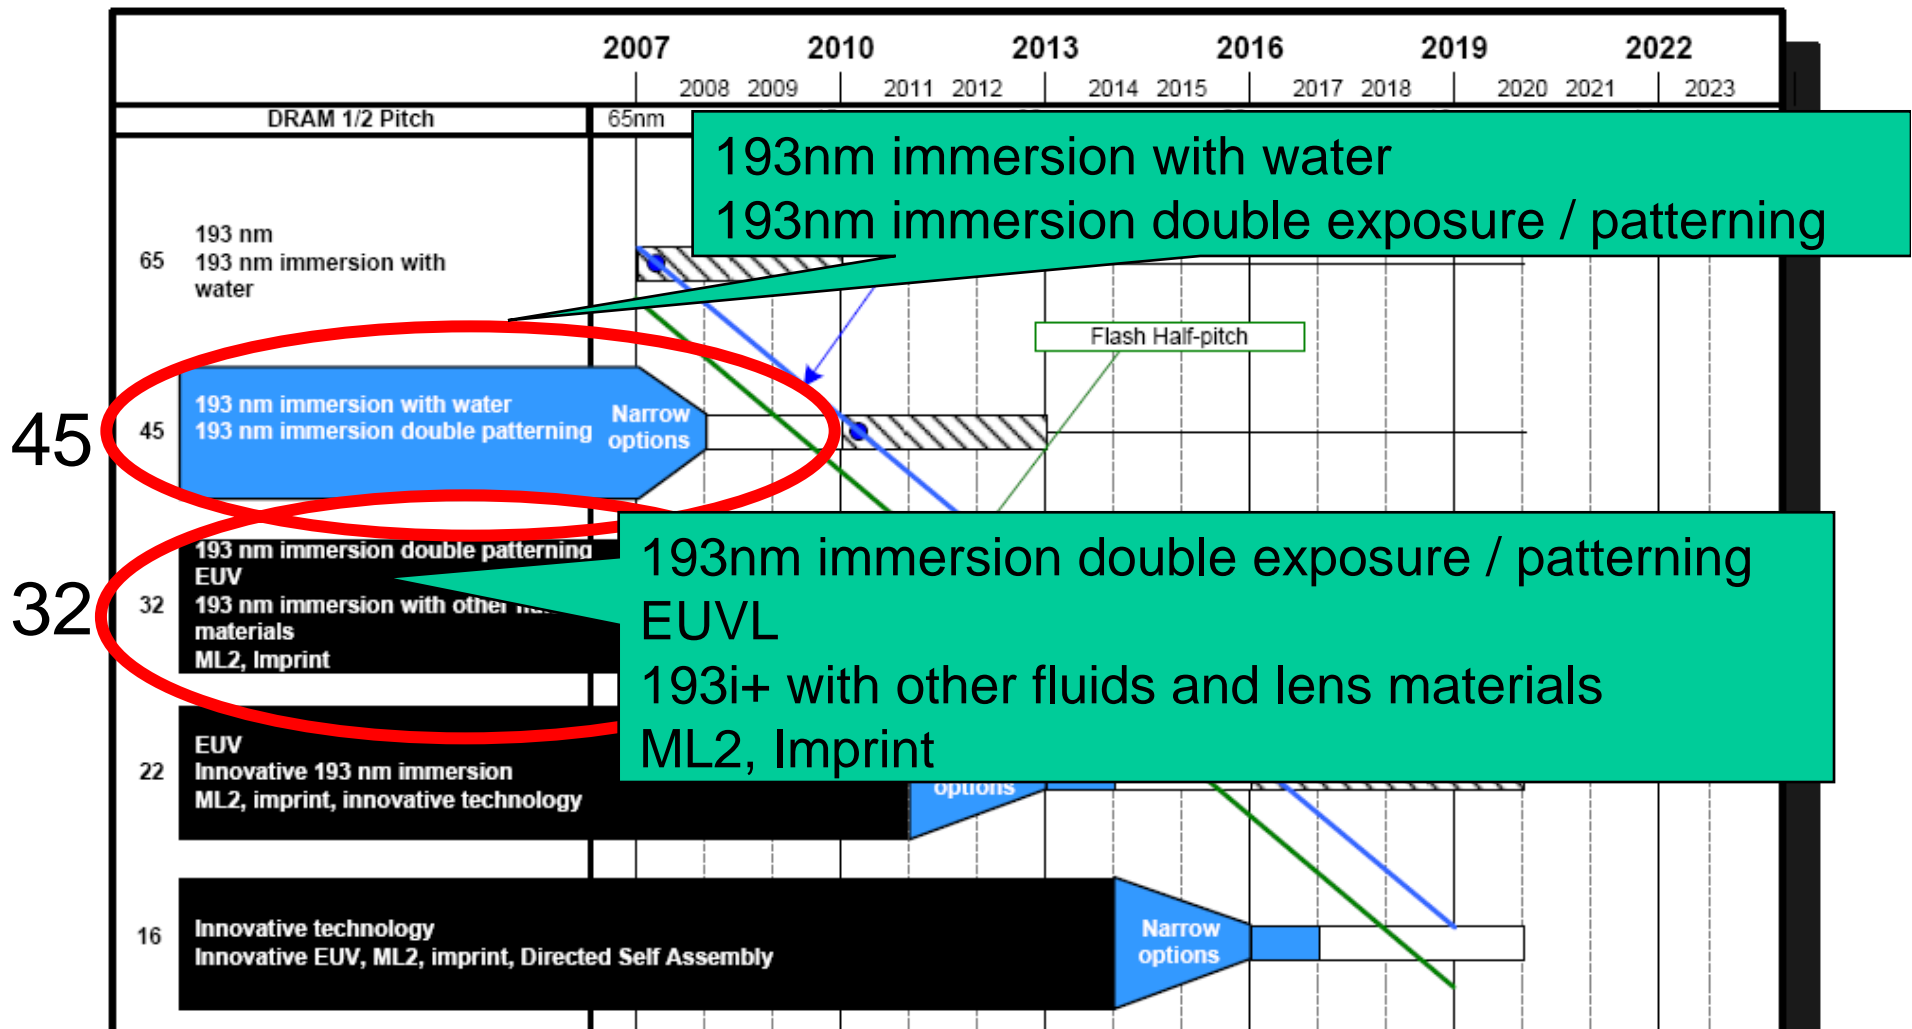 2007 2010 2013 2016 2019 2022
2008 2009 2011 2012 2014 2015 2017 2018 2020 2021 2023
DRAM 1/2 Pitch 65nm
193nm immersion with water
193nm immersion double exposure / patterning
65
193 nm
193 nm immersion with
water
Flash Half-pitch
45
45
193 nm immersion with water
193 nm immersion double patterning
Narrow
options
32
32
193 nm immersion double patterning
EUV
193 nm immersion with other
materials
ML2, Imprint
193nm immersion double exposure / patterning
EUVL
193i+ with other fluids and lens materials
ML2, Imprint
22
EUV
Innovative 193 nm immersion
ML2, imprint, innovative technology
options
16
Innovative technology
Innovative EUV, ML2, imprint, Directed Self Assembly
Narrow
options